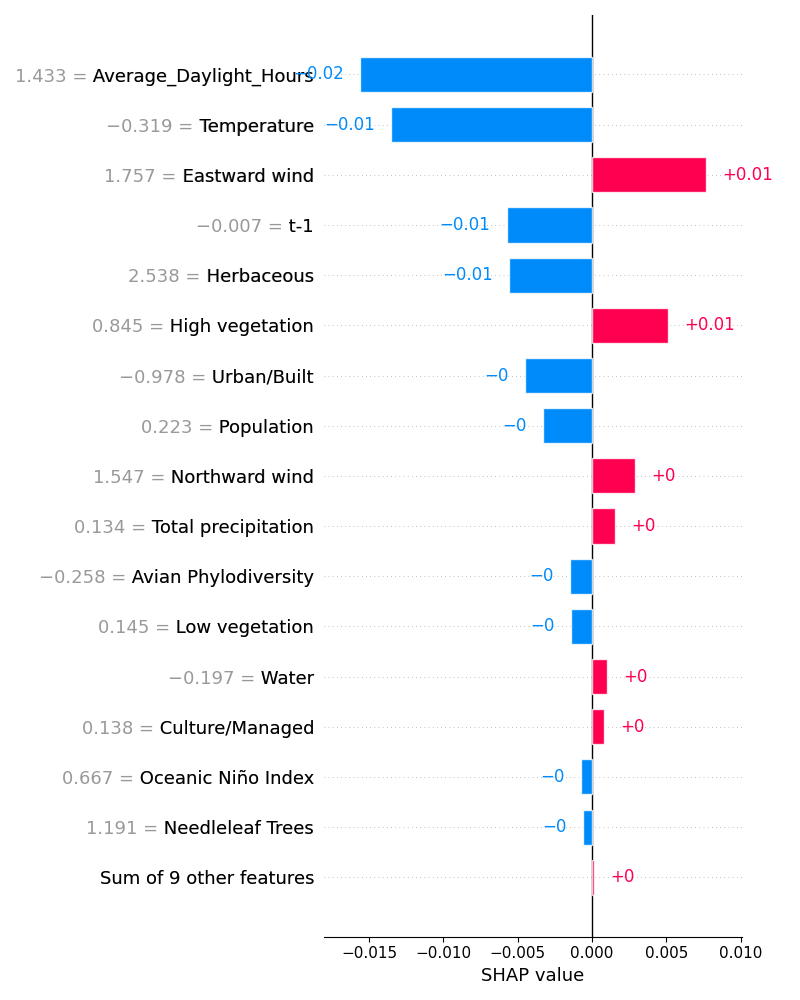 1.433 = Average_Daylight_Hours −0.02
−0.319 = Temperature −0.01
1.757 = Eastward wind +0.01
−0.007 = t-1 −0.01
2.538 = Herbaceous −0.01
0.845 = High vegetation +0.01
−0.978 = Urban/Built −0
0.223 = Population −0
1.547 = Northward wind +0
0.134 = Total precipitation +0
−0.258 = Avian Phylodiversity −0
0.145 = Low vegetation −0
−0.197 = Water +0
0.138 = Culture/Managed +0
0.667 = Oceanic Niño Index −0
1.191 = Needleleaf Trees −0
Sum of 9 other features +0
−0.015 −0.010 −0.005 0.000 0.005 0.010
SHAP value